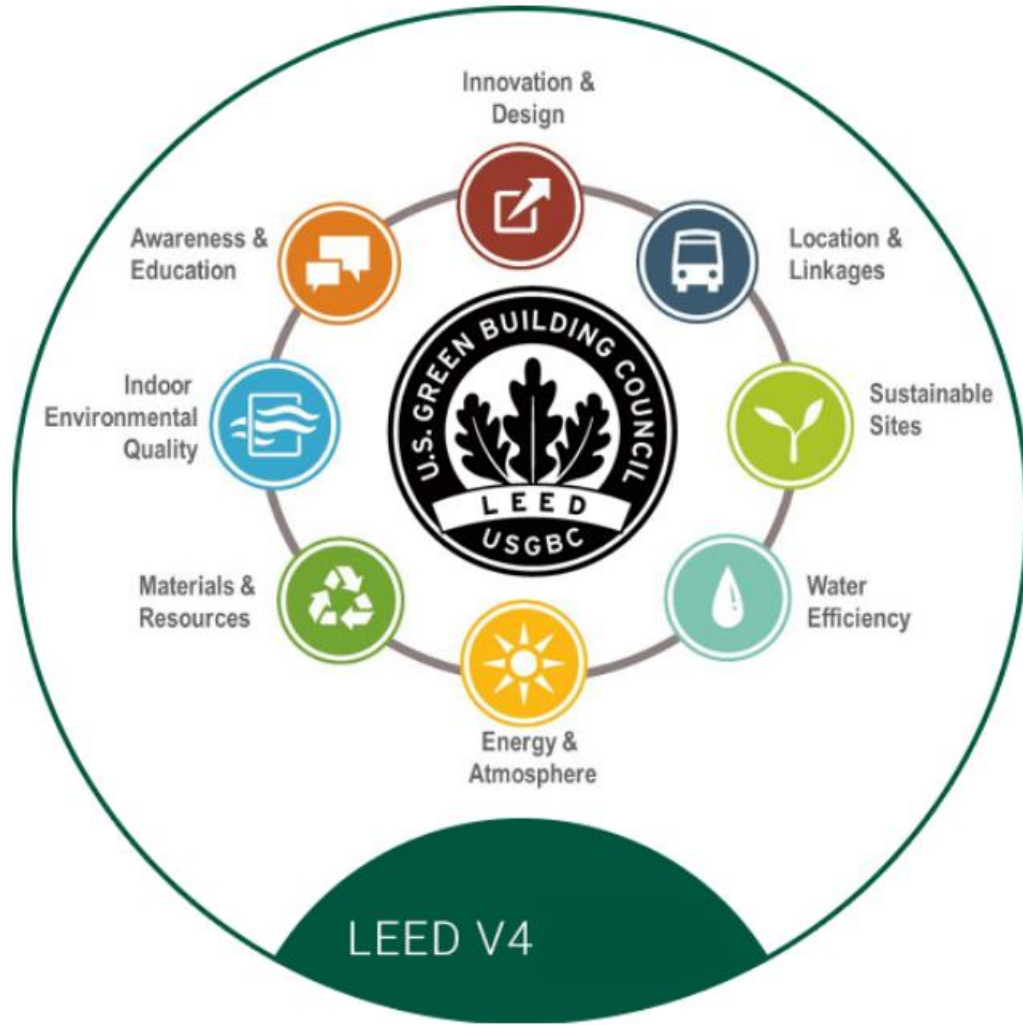 Innovation &
Design
Awareness &
Education
Location &
Linkages
Indoor
Environmental
Quality
U.S. GREEN BUILDING COUNCIL
LEED
USGBC
Sustainable
Sites
Materials &
Resources
Water
Efficiency
Energy &
Atmosphere
LEED V4